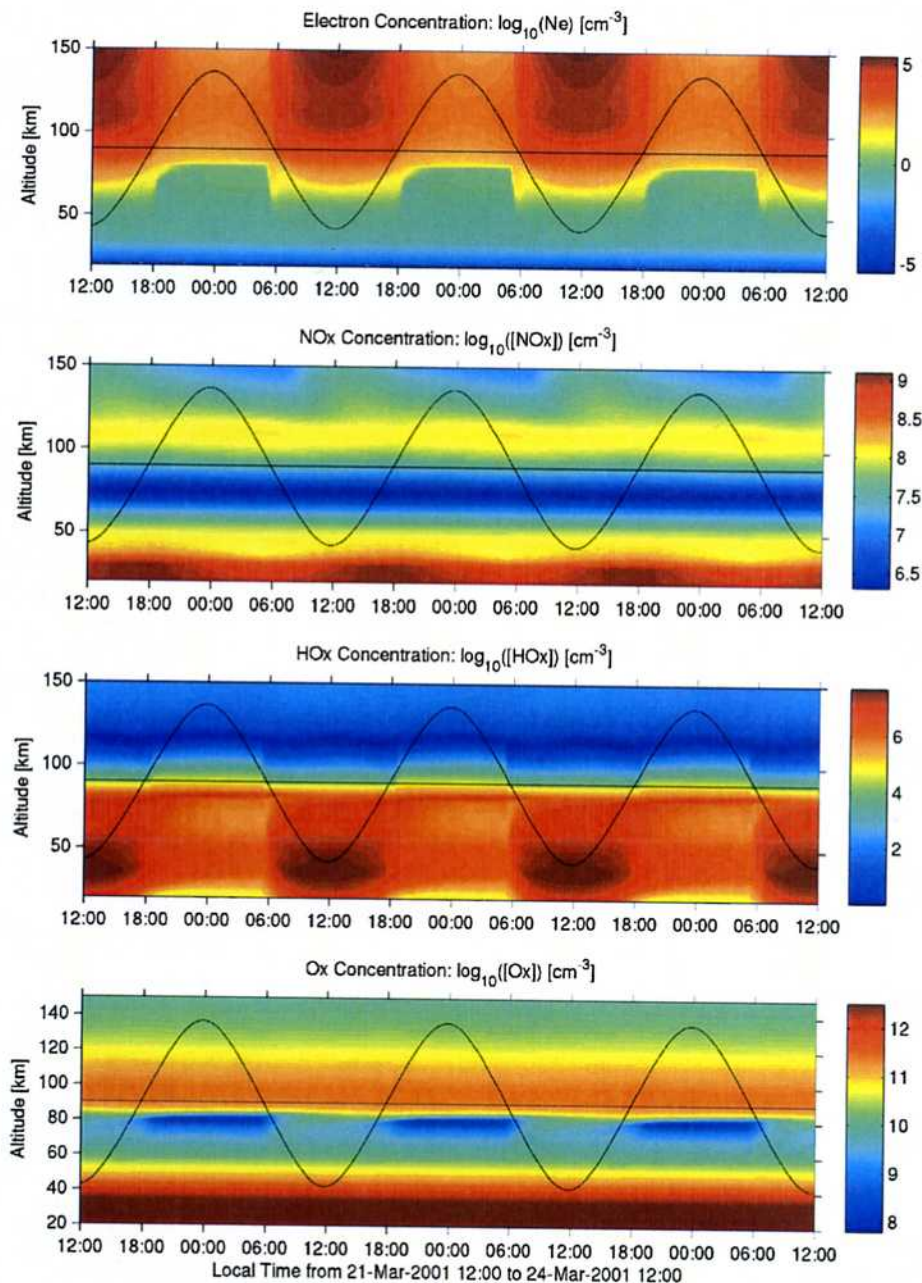 Electron Concentration: log10(Ne) [cm-3]
150
100
50
Altitude [km]
12:00 18:00 00:00 06:00 12:00 18:00 00:00 06:00 12:00 18:00 00:00 06:00 12:00
5
0
-5
NOx Concentration: log10([NOx]) [cm-3]
150
100
50
Altitude [km]
12:00 18:00 00:00 06:00 12:00 18:00 00:00 06:00 12:00 18:00 00:00 06:00 12:00
9
8.5
8
7.5
7
6.5
HOx Concentration: log10([HOx]) [cm-3]
150
100
50
Altitude [km]
12:00 18:00 00:00 06:00 12:00 18:00 00:00 06:00 12:00 18:00 00:00 06:00 12:00
6
4
2
Ox Concentration: log10([Ox]) [cm-3]
140
120
100
80
60
40
20
Altitude [km]
12:00 18:00 00:00 06:00 12:00 18:00 00:00 06:00 12:00 18:00 00:00 06:00 12:00
12
11
10
9
8
Local Time from 21-Mar-2001 12:00 to 24-Mar-2001 12:00